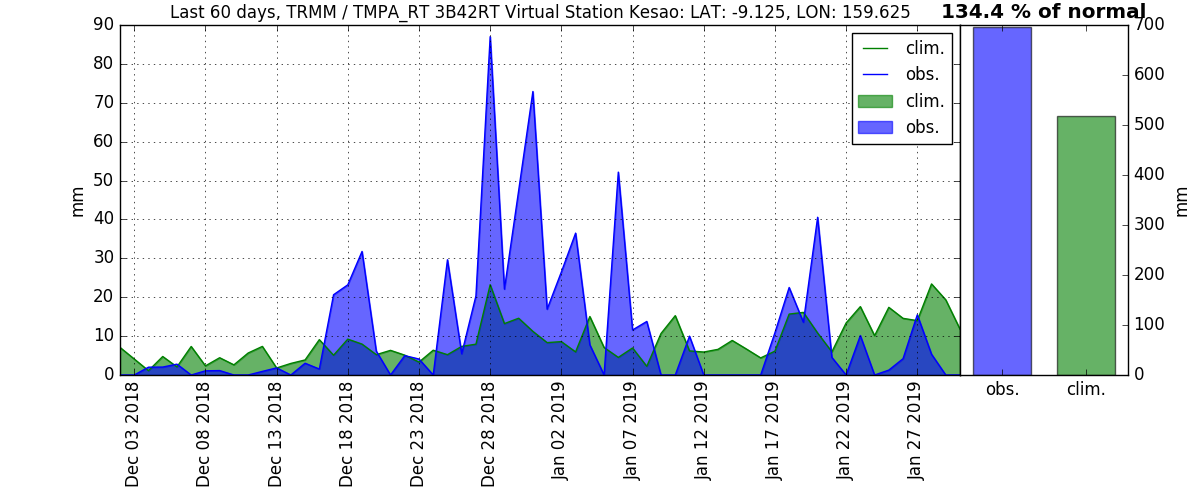 Last 60 days, TRMM / TMPA_RT 3B42RT Virtual Station Kesao: LAT: -9.125, LON: 159.625
134.4 % of normal
90
80
70
60
50
40
30
20
10
0
mm
clim.
obs.
clim.
obs.
Dec 03 2018
Dec 08 2018
Dec 13 2018
Dec 18 2018
Dec 23 2018
Dec 28 2018
Jan 02 2019
Jan 07 2019
Jan 12 2019
Jan 17 2019
Jan 22 2019
Jan 27 2019
700
600
500
400
300
200
100
0
mm
obs.
clim.